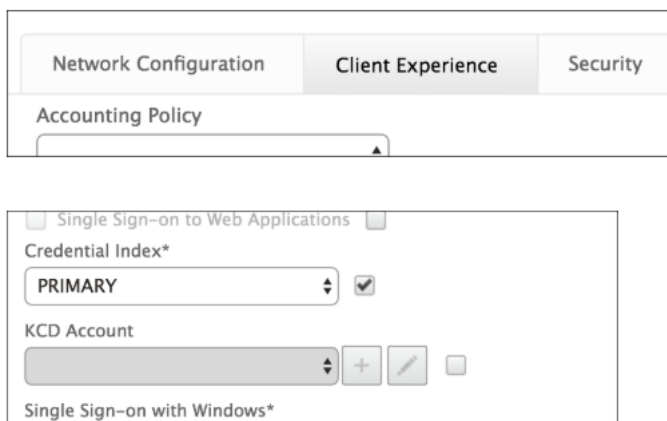 Network Configuration Client Experience Security
Accounting Policy
Single Sign-on to Web Applications
Credential Index*
PRIMARY
KCD Account
Single Sign-on with Windows*